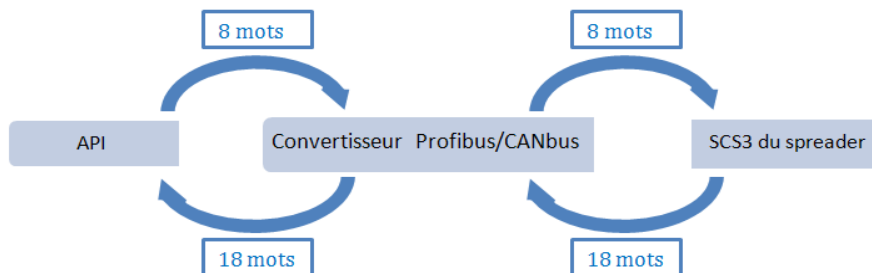 8 mots
8 mots
API
Convertisseur Profibus/CANbus
SCS3 du spreader
18 mots
18 mots